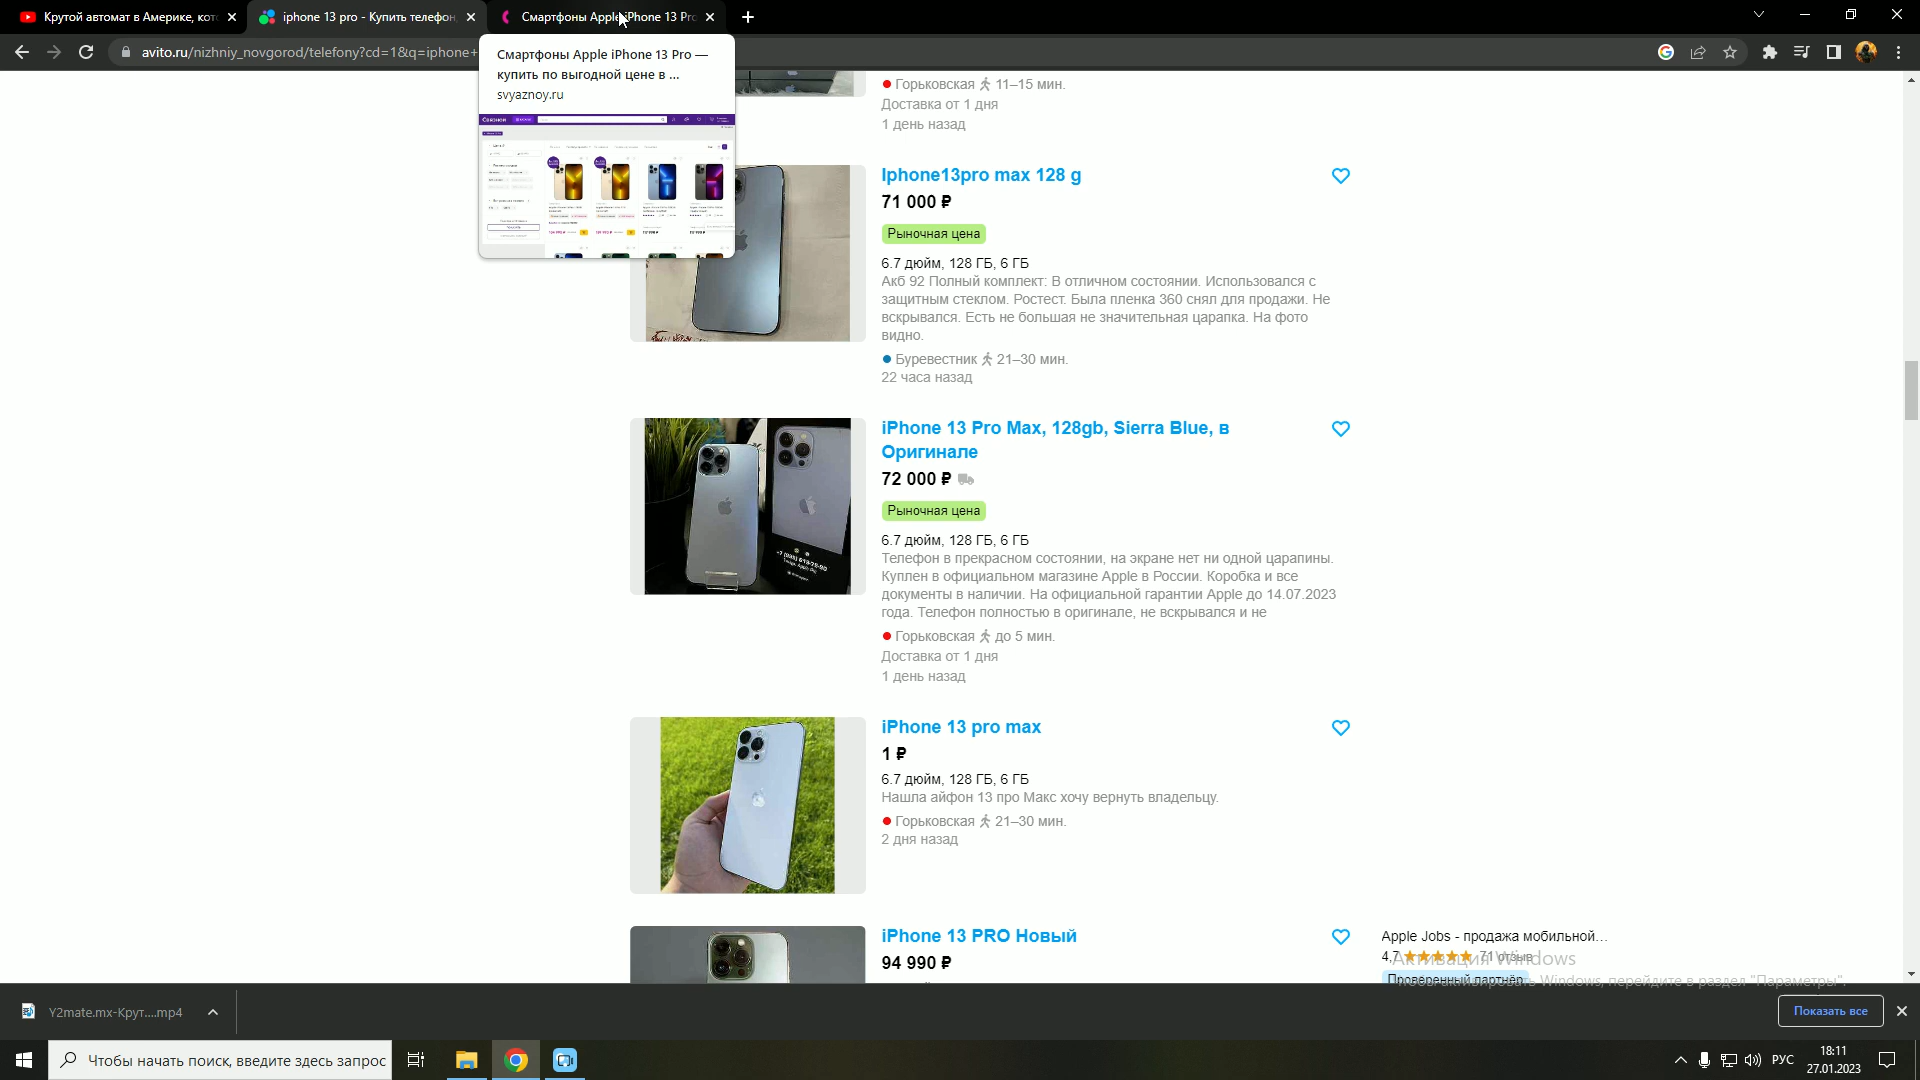 Крутой автомат в Америке, кот
iphone 13 pro - Купить телефон,
Смартфоны Apple iPhone 13 Pro
avito.ru/nizhniy_novgorod/telefony?cd=1&q=iphone+
Смартфоны Apple iPhone 13 Pro —
купить по выгодной цене в ...
svyaznoy.ru
Связной
Горьковская 11–15 мин.
Доставка от 1 дня
1 день назад
Iphone13pro max 128 g
71 000 ₽
Рыночная цена
6.7 дюйм, 128 ГБ, 6 ГБ
Акб 92 Полный комплект: В отличном состоянии. Использовался с
защитным стеклом. Ростест. Была пленка 360 снял для продажи. Не
вскрывался. Есть не большая не значительная царапка. На фото
видно.
Буревестник 21–30 мин.
22 часа назад
iPhone 13 Pro Max, 128gb, Sierra Blue, в
Оригинале
72 000 ₽
Рыночная цена
6.7 дюйм, 128 ГБ, 6 ГБ
Телефон в прекрасном состоянии, на экране нет ни одной царапины.
Куплен в официальном магазине Apple в России. Коробка и все
документы в наличии. На официальной гарантии Apple до 14.07.2023
года. Телефон полностью в оригинале, не вскрывался и не
Горьковская до 5 мин.
Доставка от 1 дня
1 день назад
iPhone 13 pro max
1 ₽
6.7 дюйм, 128 ГБ, 6 ГБ
Нашла айфон 13 про Макс хочу вернуть владельцу.
Горьковская 21–30 мин.
2 дня назад
iPhone 13 PRO Новый
94 990 ₽
Apple Jobs - продажа мобильной…
4,7 71 отзыв
Проверенный партнёр
Активация Windows
Чтобы активировать Windows, перейдите в раздел "Параметры".
Y2mate.mx-Крут....mp4
Показать все
Чтобы начать поиск, введите здесь запрос
РУС
18:11
27.01.2023